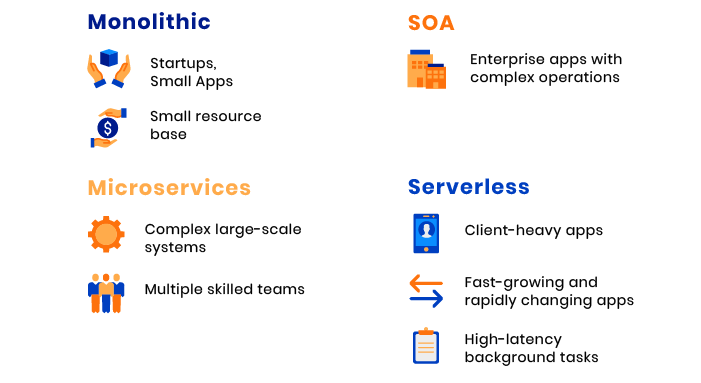 Monolithic
Startups,
Small Apps
$
Small resource
base
SOA
Enterprise apps with
complex operations
Microservices
Complex large-scale
systems
Multiple skilled teams
Serverless
Client-heavy apps
Fast-growing and
rapidly changing apps
High-latency
background tasks